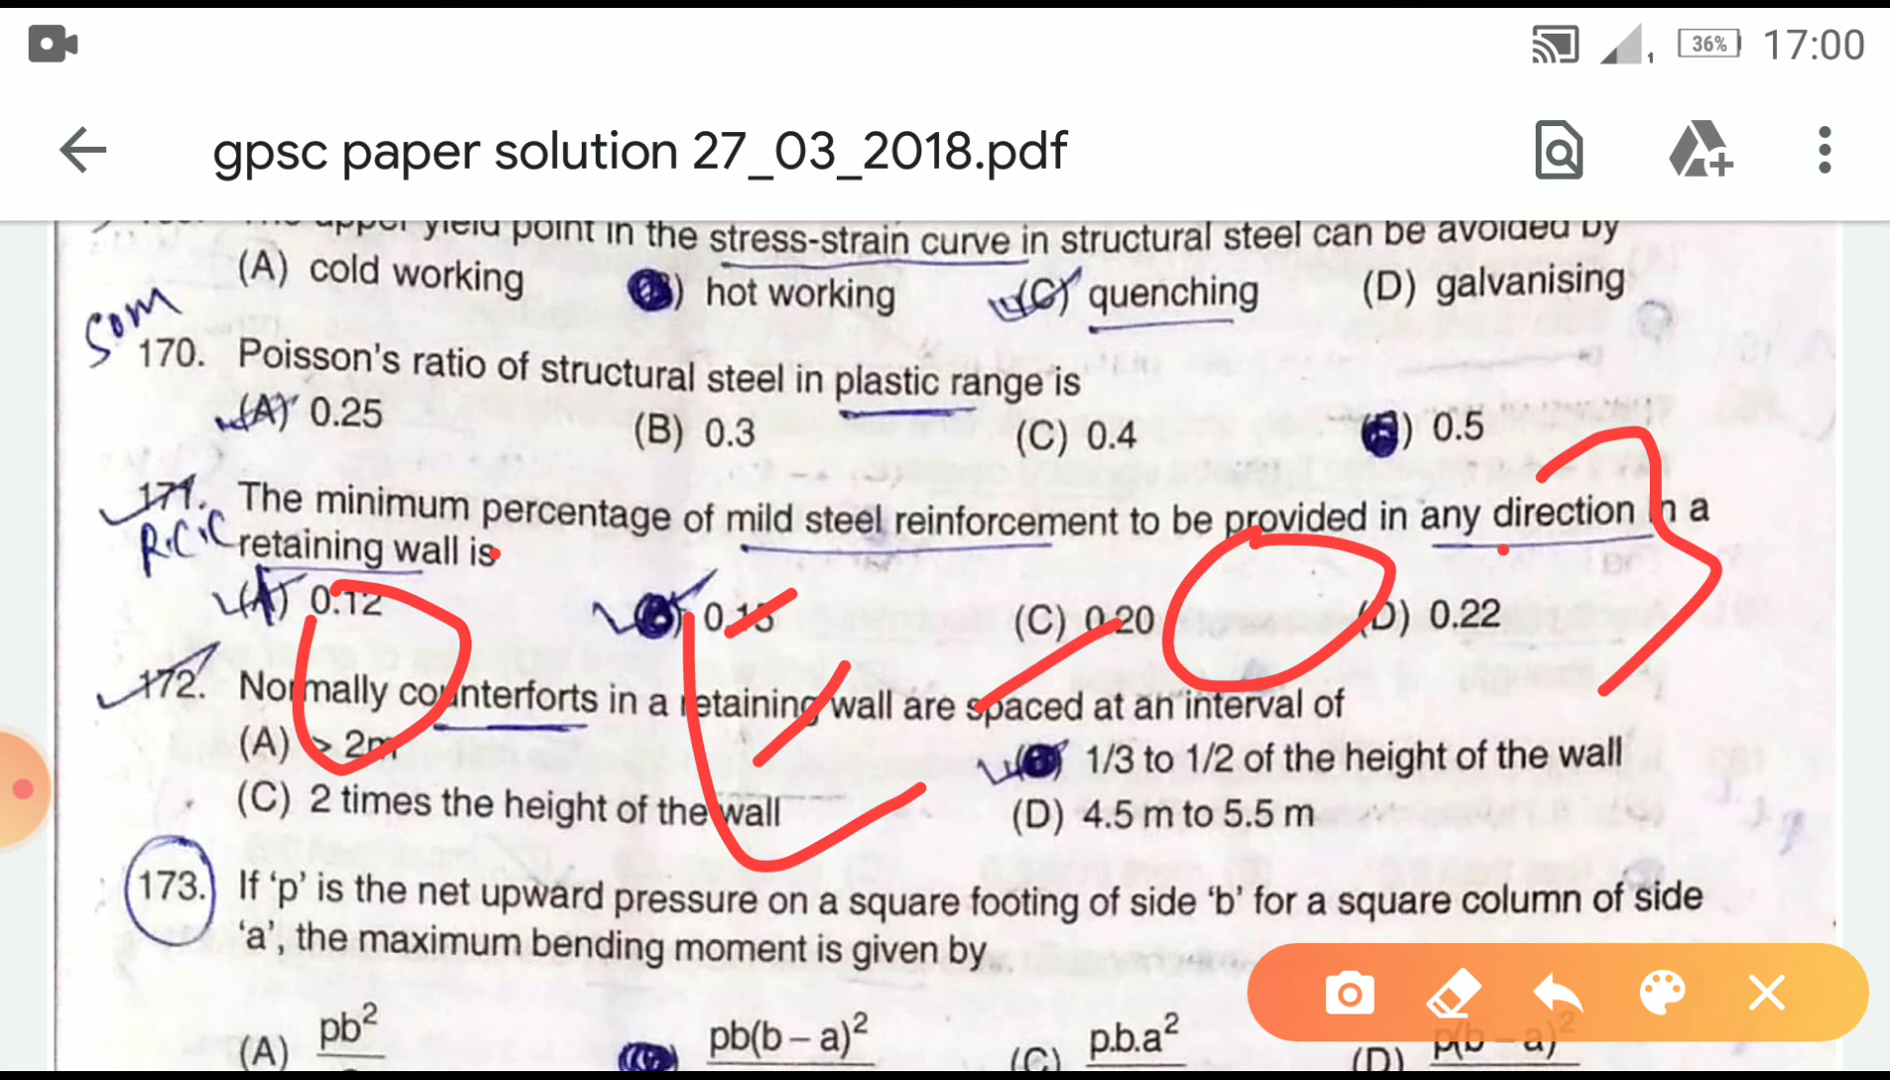 36% 17:00
gpsc paper solution 27_03_2018.pdf
upper yield point in the stress-strain curve in structural steel can be avoided by
(A) cold working (B) hot working (C) quenching (D) galvanising
Som
170. Poisson's ratio of structural steel in plastic range is
(A) 0.25 (B) 0.3 (C) 0.4 ) 0.5
171. The minimum percentage of mild steel reinforcement to be provided in any direction in a
R.C.C retaining wall is
(A) 0.12 0.15 (C) 0.20 (D) 0.22
172. Normally counterforts in a retaining wall are spaced at an interval of
(A) > 2m 1/3 to 1/2 of the height of the wall
(C) 2 times the height of the wall (D) 4.5 m to 5.5 m
173. If 'p' is the net upward pressure on a square footing of side 'b' for a square column of side
'a', the maximum bending moment is given by
(A) pb² pb(b – a)² (C) p.b.a² (D) p(b – a)²